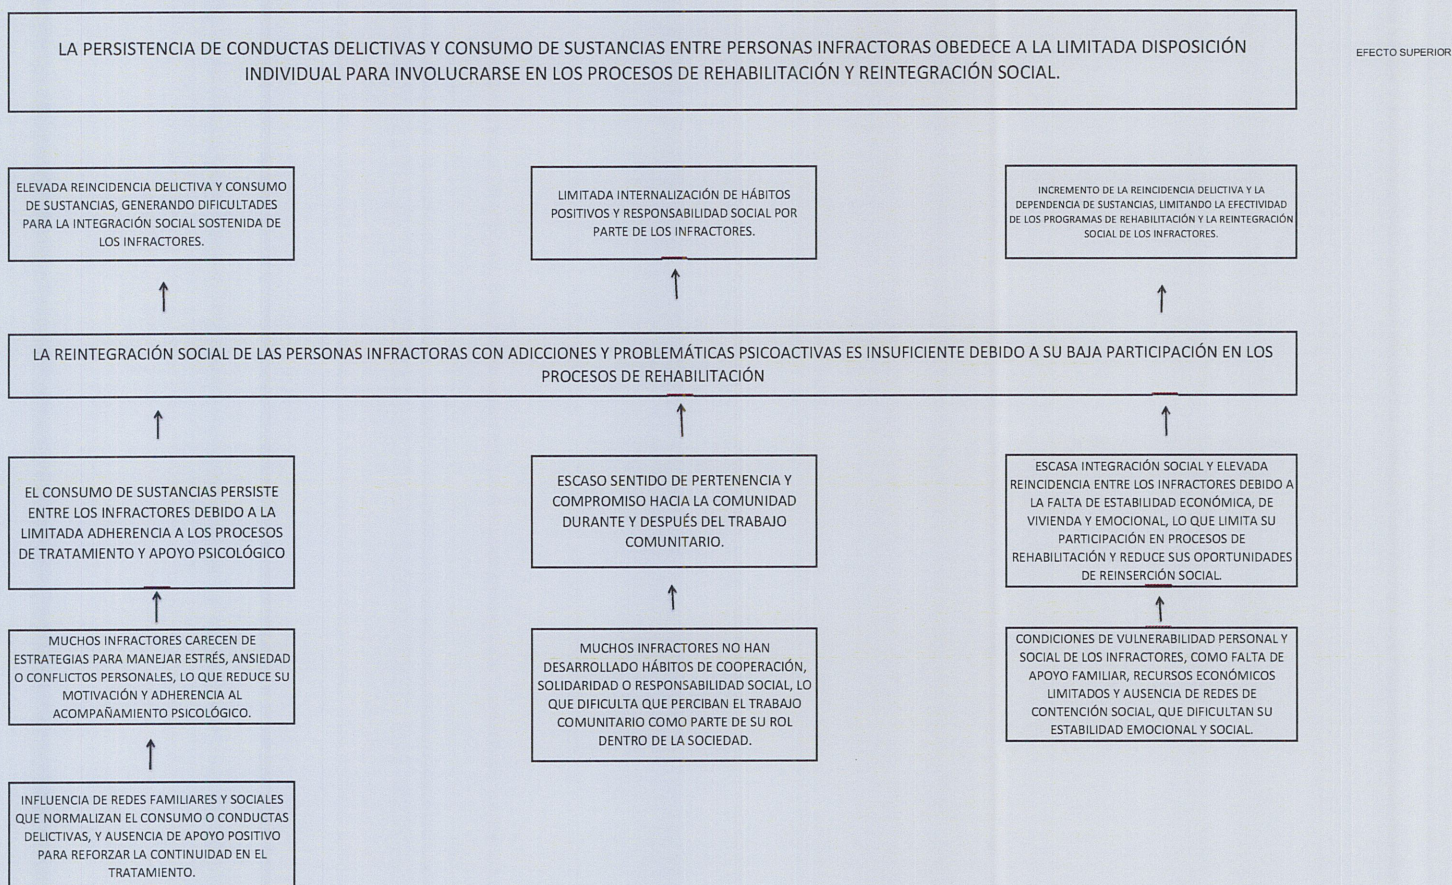 LA PERSISTENCIA DE CONDUCTAS DELICTIVAS Y CONSUMO DE SUSTANCIAS ENTRE PERSONAS INFRACTORAS OBEDECE A LA LIMITADA DISPOSICIÓN
INDIVIDUAL PARA INVOLUCRARSE EN LOS PROCESOS DE REHABILITACIÓN Y REINTEGRACIÓN SOCIAL.
EFECTO SUPERIOR
ELEVADA REINCIDENCIA DELICTIVA Y CONSUMO
DE SUSTANCIAS, GENERANDO DIFICULTADES
PARA LA INTEGRACIÓN SOCIAL SOSTENIDA DE
LOS INFRACTORES.
LIMITADA INTERNALIZACIÓN DE HÁBITOS
POSITIVOS Y RESPONSABILIDAD SOCIAL POR
PARTE DE LOS INFRACTORES.
INCREMENTO DE LA REINCIDENCIA DELICTIVA Y LA
DEPENDENCIA DE SUSTANCIAS, LIMITANDO LA EFECTIVIDAD
DE LOS PROGRAMAS DE REHABILITACIÓN Y LA REINTEGRACIÓN
SOCIAL DE LOS INFRACTORES.
LA REINTEGRACIÓN SOCIAL DE LAS PERSONAS INFRACTORAS CON ADICCIONES Y PROBLEMÁTICAS PSICOACTIVAS ES INSUFICIENTE DEBIDO A SU BAJA PARTICIPACIÓN EN LOS
PROCESOS DE REHABILITACIÓN
EL CONSUMO DE SUSTANCIAS PERSISTE
ENTRE LOS INFRACTORES DEBIDO A LA
LIMITADA ADHERENCIA A LOS PROCESOS
DE TRATAMIENTO Y APOYO PSICOLÓGICO
ESCASO SENTIDO DE PERTENENCIA Y
COMPROMISO HACIA LA COMUNIDAD
DURANTE Y DESPUÉS DEL TRABAJO
COMUNITARIO.
ESCASA INTEGRACIÓN SOCIAL Y ELEVADA
REINCIDENCIA ENTRE LOS INFRACTORES DEBIDO A
LA FALTA DE ESTABILIDAD ECONÓMICA, DE
VIVIENDA Y EMOCIONAL, LO QUE LIMITA SU
PARTICIPACIÓN EN PROCESOS DE
REHABILITACIÓN Y REDUCE SUS OPORTUNIDADES
DE REINSERCIÓN SOCIAL.
MUCHOS INFRACTORES CARECEN DE
ESTRATEGIAS PARA MANEJAR ESTRÉS, ANSIEDAD
O CONFLICTOS PERSONALES, LO QUE REDUCE SU
MOTIVACIÓN Y ADHERENCIA AL
ACOMPAÑAMIENTO PSICOLÓGICO.
MUCHOS INFRACTORES NO HAN
DESARROLLADO HÁBITOS DE COOPERACIÓN,
SOLIDARIDAD O RESPONSABILIDAD SOCIAL, LO
QUE DIFICULTA QUE PERCIBAN EL TRABAJO
COMUNITARIO COMO PARTE DE SU ROL
DENTRO DE LA SOCIEDAD.
CONDICIONES DE VULNERABILIDAD PERSONAL Y
SOCIAL DE LOS INFRACTORES, COMO FALTA DE
APOYO FAMILIAR, RECURSOS ECONÓMICOS
LIMITADOS Y AUSENCIA DE REDES DE
CONTENCIÓN SOCIAL, QUE DIFICULTAN SU
ESTABILIDAD EMOCIONAL Y SOCIAL.
INFLUENCIA DE REDES FAMILIARES Y SOCIALES
QUE NORMALIZAN EL CONSUMO O CONDUCTAS
DELICTIVAS, Y AUSENCIA DE APOYO POSITIVO
PARA REFORZAR LA CONTINUIDAD EN EL
TRATAMIENTO.